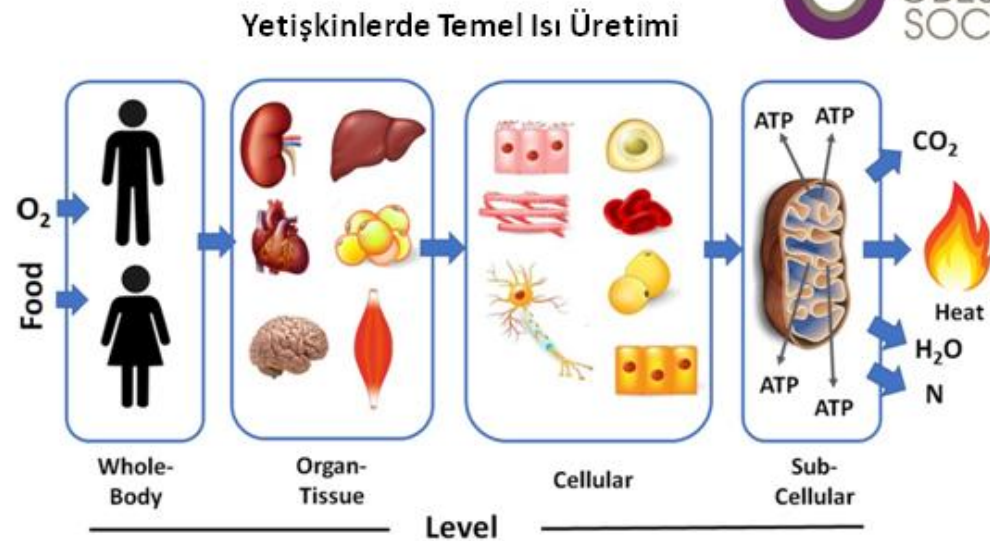 Yetişkinlerde Temel Isı Üretimi
SOC
O₂
Food
ATP
ATP
ATP
ATP
CO₂
Heat
H₂O
N
Whole-
Body
Organ-
Tissue
Cellular
Sub-
Cellular
Level